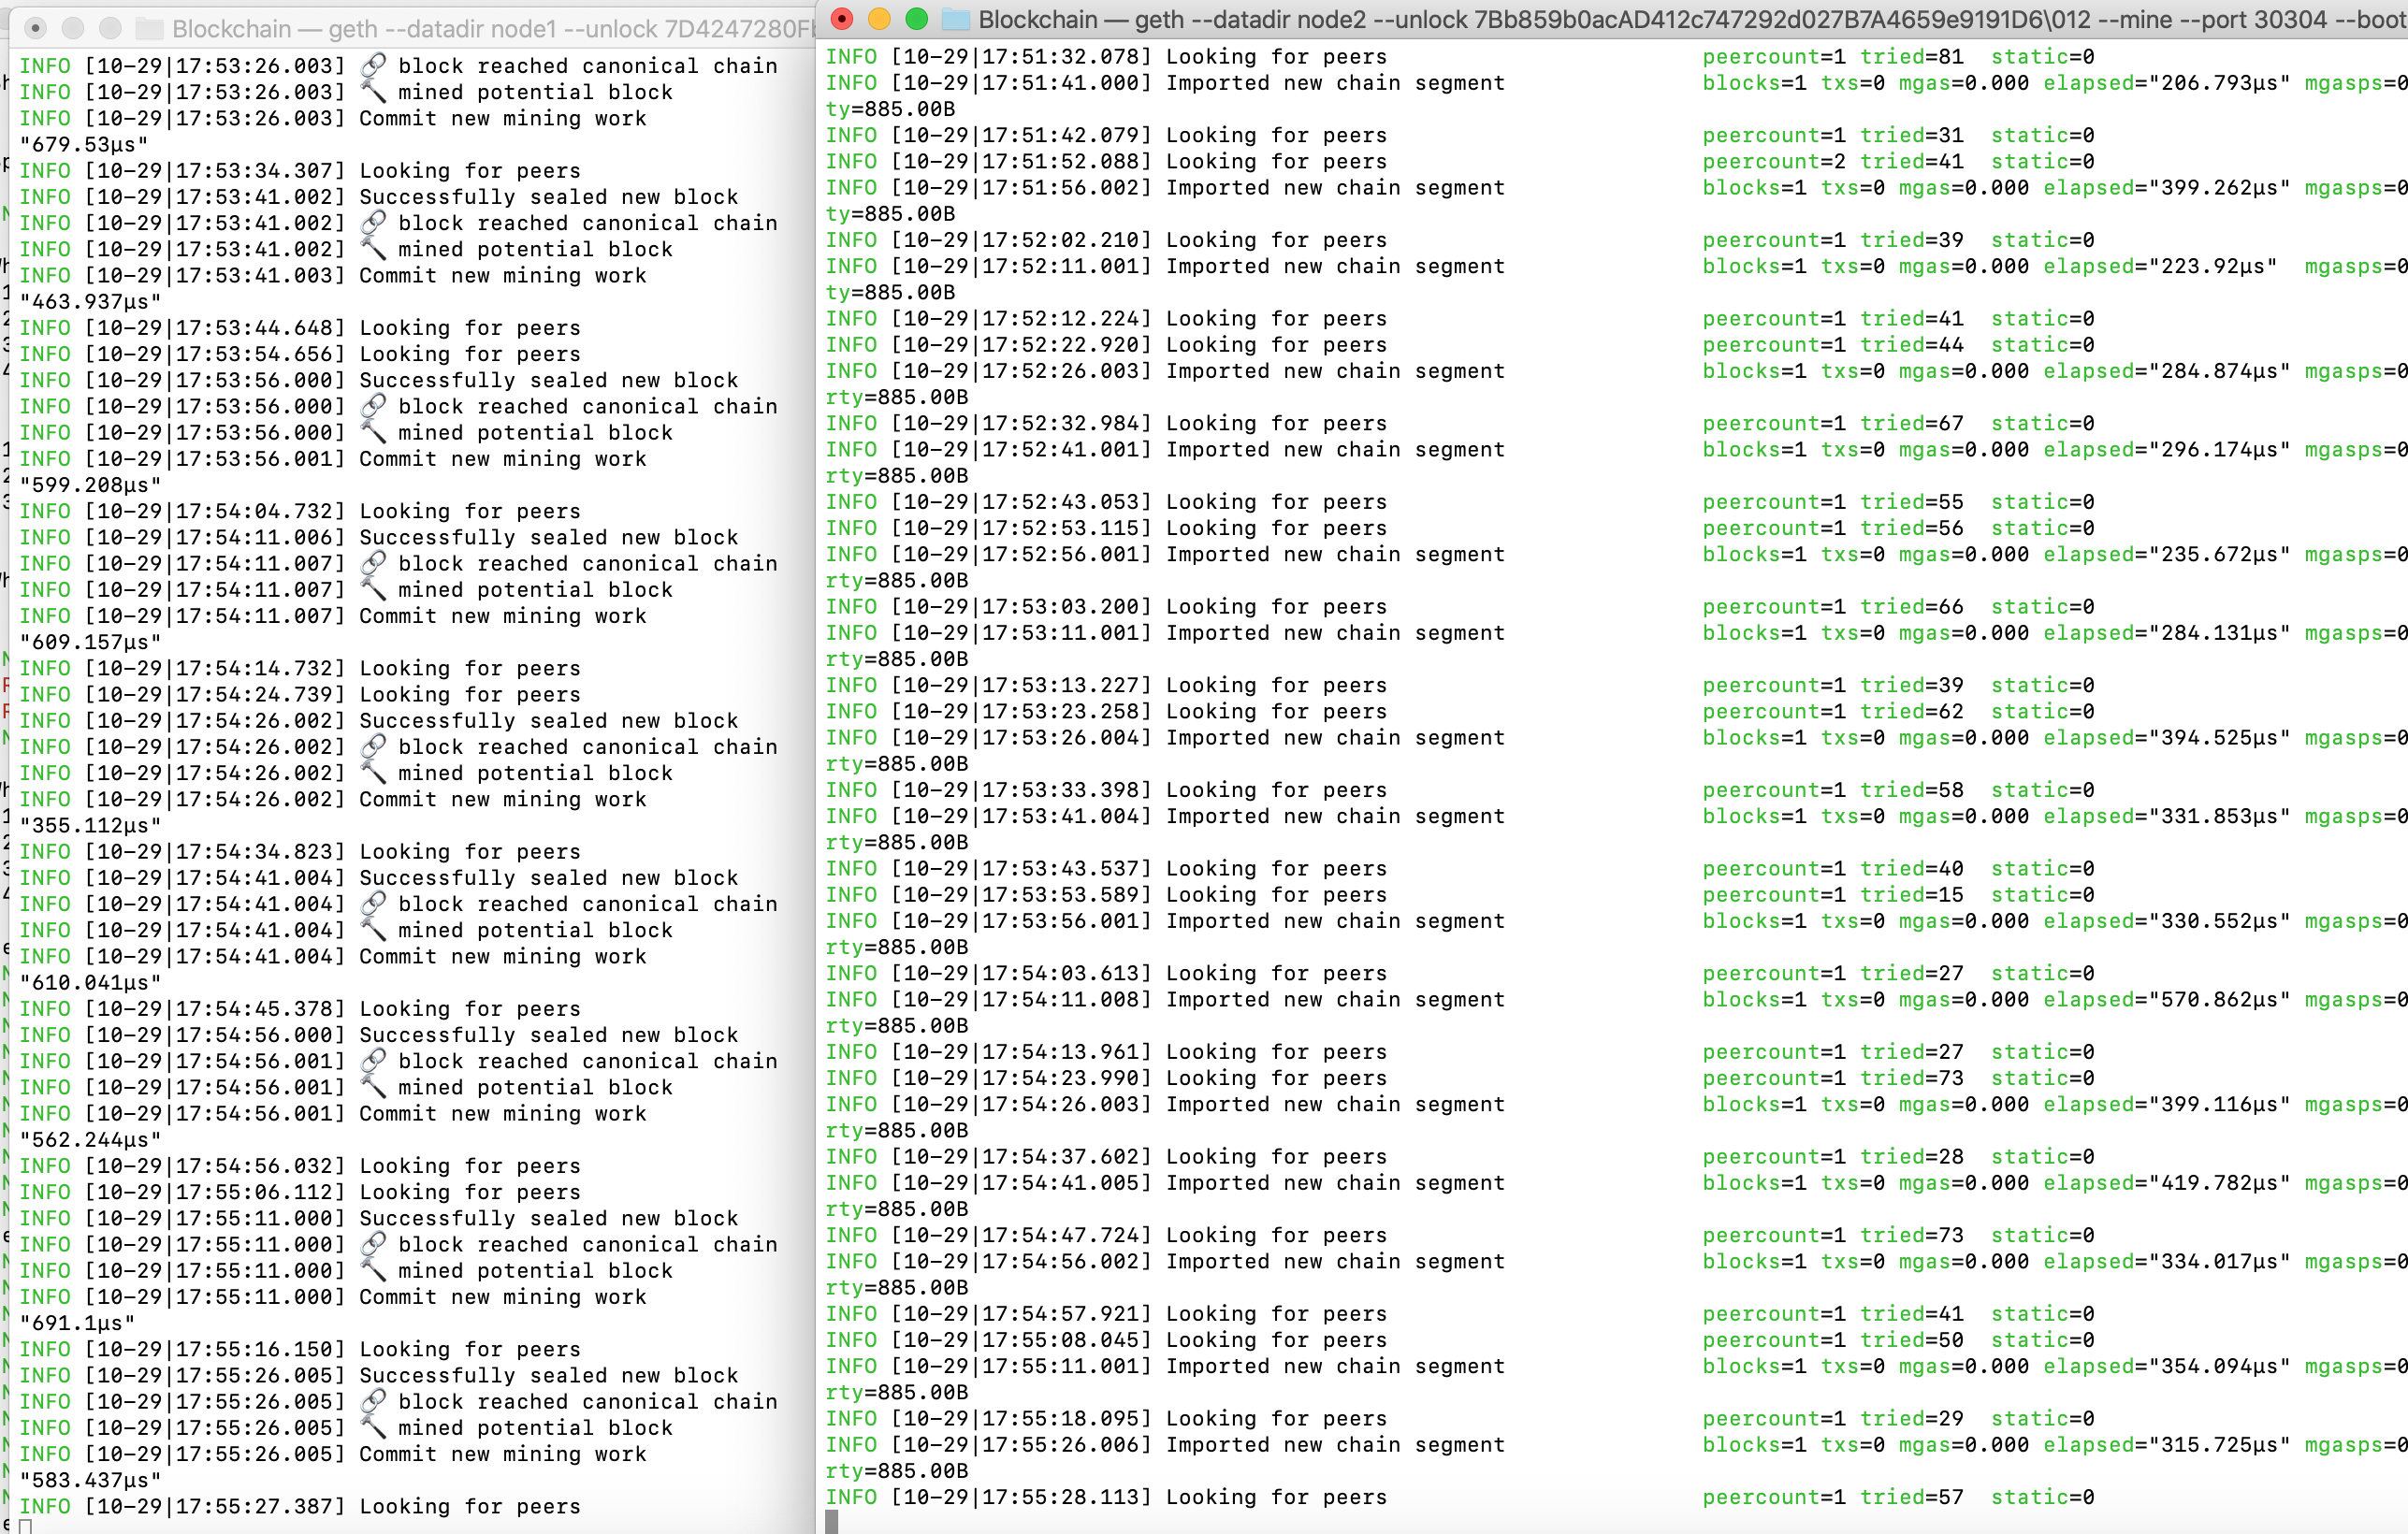 Blockchain — geth --datadir node1 --unlock 7D4247280Fb
INFO [10-29|17:53:26.003] 🔗 block reached canonical chain
INFO [10-29|17:53:26.003] 🔨 mined potential block
INFO [10-29|17:53:26.003] Commit new mining work
"679.53µs"
INFO [10-29|17:53:34.307] Looking for peers
INFO [10-29|17:53:41.002] Successfully sealed new block
INFO [10-29|17:53:41.002] 🔗 block reached canonical chain
INFO [10-29|17:53:41.002] 🔨 mined potential block
INFO [10-29|17:53:41.003] Commit new mining work
"463.937µs"
INFO [10-29|17:53:44.648] Looking for peers
INFO [10-29|17:53:54.656] Looking for peers
INFO [10-29|17:53:56.000] Successfully sealed new block
INFO [10-29|17:53:56.000] 🔗 block reached canonical chain
INFO [10-29|17:53:56.000] 🔨 mined potential block
INFO [10-29|17:53:56.001] Commit new mining work
"599.208µs"
INFO [10-29|17:54:04.732] Looking for peers
INFO [10-29|17:54:11.006] Successfully sealed new block
INFO [10-29|17:54:11.007] 🔗 block reached canonical chain
INFO [10-29|17:54:11.007] 🔨 mined potential block
INFO [10-29|17:54:11.007] Commit new mining work
"609.157µs"
INFO [10-29|17:54:14.732] Looking for peers
INFO [10-29|17:54:24.739] Looking for peers
INFO [10-29|17:54:26.002] Successfully sealed new block
INFO [10-29|17:54:26.002] 🔗 block reached canonical chain
INFO [10-29|17:54:26.002] 🔨 mined potential block
INFO [10-29|17:54:26.002] Commit new mining work
"355.112µs"
INFO [10-29|17:54:34.823] Looking for peers
INFO [10-29|17:54:41.004] Successfully sealed new block
INFO [10-29|17:54:41.004] 🔗 block reached canonical chain
INFO [10-29|17:54:41.004] 🔨 mined potential block
INFO [10-29|17:54:41.004] Commit new mining work
"610.041µs"
INFO [10-29|17:54:45.378] Looking for peers
INFO [10-29|17:54:56.000] Successfully sealed new block
INFO [10-29|17:54:56.001] 🔗 block reached canonical chain
INFO [10-29|17:54:56.001] 🔨 mined potential block
INFO [10-29|17:54:56.001] Commit new mining work
"562.244µs"
INFO [10-29|17:54:56.032] Looking for peers
INFO [10-29|17:55:06.112] Looking for peers
INFO [10-29|17:55:11.000] Successfully sealed new block
INFO [10-29|17:55:11.000] 🔗 block reached canonical chain
INFO [10-29|17:55:11.000] 🔨 mined potential block
INFO [10-29|17:55:11.000] Commit new mining work
"691.1µs"
INFO [10-29|17:55:16.150] Looking for peers
INFO [10-29|17:55:26.005] Successfully sealed new block
INFO [10-29|17:55:26.005] 🔗 block reached canonical chain
INFO [10-29|17:55:26.005] 🔨 mined potential block
INFO [10-29|17:55:26.005] Commit new mining work
"583.437µs"
INFO [10-29|17:55:27.387] Looking for peers
Blockchain — geth --datadir node2 --unlock 7Bb859b0acAD412c747292d027B7A4659e9191D6\012 --mine --port 30304 --boot
INFO [10-29|17:51:32.078] Looking for peers peercount=1 tried=81 static=0
INFO [10-29|17:51:41.000] Imported new chain segment blocks=1 txs=0 mgas=0.000 elapsed="206.793µs" mgasps=0
ty=885.00B
INFO [10-29|17:51:42.079] Looking for peers peercount=1 tried=31 static=0
INFO [10-29|17:51:52.088] Looking for peers peercount=2 tried=41 static=0
INFO [10-29|17:51:56.002] Imported new chain segment blocks=1 txs=0 mgas=0.000 elapsed="399.262µs" mgasps=0
ty=885.00B
INFO [10-29|17:52:02.210] Looking for peers peercount=1 tried=39 static=0
INFO [10-29|17:52:11.001] Imported new chain segment blocks=1 txs=0 mgas=0.000 elapsed="223.92µs" mgasps=0
ty=885.00B
INFO [10-29|17:52:12.224] Looking for peers peercount=1 tried=41 static=0
INFO [10-29|17:52:22.920] Looking for peers peercount=1 tried=44 static=0
INFO [10-29|17:52:26.003] Imported new chain segment blocks=1 txs=0 mgas=0.000 elapsed="284.874µs" mgasps=0
rty=885.00B
INFO [10-29|17:52:32.984] Looking for peers peercount=1 tried=67 static=0
INFO [10-29|17:52:41.001] Imported new chain segment blocks=1 txs=0 mgas=0.000 elapsed="296.174µs" mgasps=0
rty=885.00B
INFO [10-29|17:52:43.053] Looking for peers peercount=1 tried=55 static=0
INFO [10-29|17:52:53.115] Looking for peers peercount=1 tried=56 static=0
INFO [10-29|17:52:56.001] Imported new chain segment blocks=1 txs=0 mgas=0.000 elapsed="235.672µs" mgasps=0
rty=885.00B
INFO [10-29|17:53:03.200] Looking for peers peercount=1 tried=66 static=0
INFO [10-29|17:53:11.001] Imported new chain segment blocks=1 txs=0 mgas=0.000 elapsed="284.131µs" mgasps=0
rty=885.00B
INFO [10-29|17:53:13.227] Looking for peers peercount=1 tried=39 static=0
INFO [10-29|17:53:23.258] Looking for peers peercount=1 tried=62 static=0
INFO [10-29|17:53:26.004] Imported new chain segment blocks=1 txs=0 mgas=0.000 elapsed="394.525µs" mgasps=0
rty=885.00B
INFO [10-29|17:53:33.398] Looking for peers peercount=1 tried=58 static=0
INFO [10-29|17:53:41.004] Imported new chain segment blocks=1 txs=0 mgas=0.000 elapsed="331.853µs" mgasps=0
rty=885.00B
INFO [10-29|17:53:43.537] Looking for peers peercount=1 tried=40 static=0
INFO [10-29|17:53:53.589] Looking for peers peercount=1 tried=15 static=0
INFO [10-29|17:53:56.001] Imported new chain segment blocks=1 txs=0 mgas=0.000 elapsed="330.552µs" mgasps=0
rty=885.00B
INFO [10-29|17:54:03.613] Looking for peers peercount=1 tried=27 static=0
INFO [10-29|17:54:11.008] Imported new chain segment blocks=1 txs=0 mgas=0.000 elapsed="570.862µs" mgasps=0
rty=885.00B
INFO [10-29|17:54:13.961] Looking for peers peercount=1 tried=27 static=0
INFO [10-29|17:54:23.990] Looking for peers peercount=1 tried=73 static=0
INFO [10-29|17:54:26.003] Imported new chain segment blocks=1 txs=0 mgas=0.000 elapsed="399.116µs" mgasps=0
rty=885.00B
INFO [10-29|17:54:37.602] Looking for peers peercount=1 tried=28 static=0
INFO [10-29|17:54:41.005] Imported new chain segment blocks=1 txs=0 mgas=0.000 elapsed="419.782µs" mgasps=0
rty=885.00B
INFO [10-29|17:54:47.724] Looking for peers peercount=1 tried=73 static=0
INFO [10-29|17:54:56.002] Imported new chain segment blocks=1 txs=0 mgas=0.000 elapsed="334.017µs" mgasps=0
rty=885.00B
INFO [10-29|17:54:57.921] Looking for peers peercount=1 tried=41 static=0
INFO [10-29|17:55:08.045] Looking for peers peercount=1 tried=50 static=0
INFO [10-29|17:55:11.001] Imported new chain segment blocks=1 txs=0 mgas=0.000 elapsed="354.094µs" mgasps=0
rty=885.00B
INFO [10-29|17:55:18.095] Looking for peers peercount=1 tried=29 static=0
INFO [10-29|17:55:26.006] Imported new chain segment blocks=1 txs=0 mgas=0.000 elapsed="315.725µs" mgasps=0
rty=885.00B
INFO [10-29|17:55:28.113] Looking for peers peercount=1 tried=57 static=0